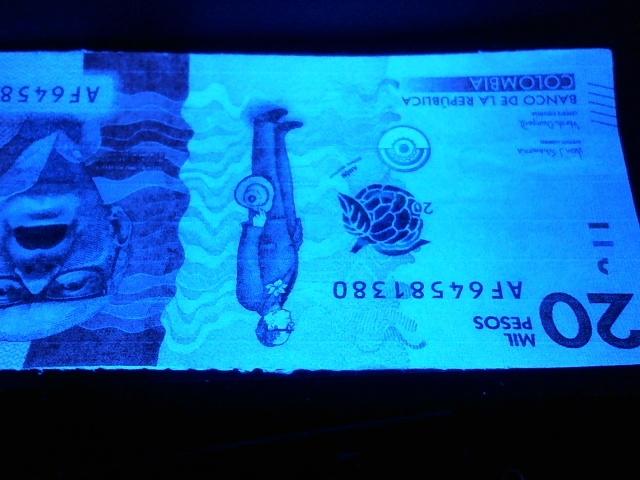 20 MIL
PESOS
AF64581380
20
BANCO DE LA REPÚBLICA
COLOMBIA
AF6458